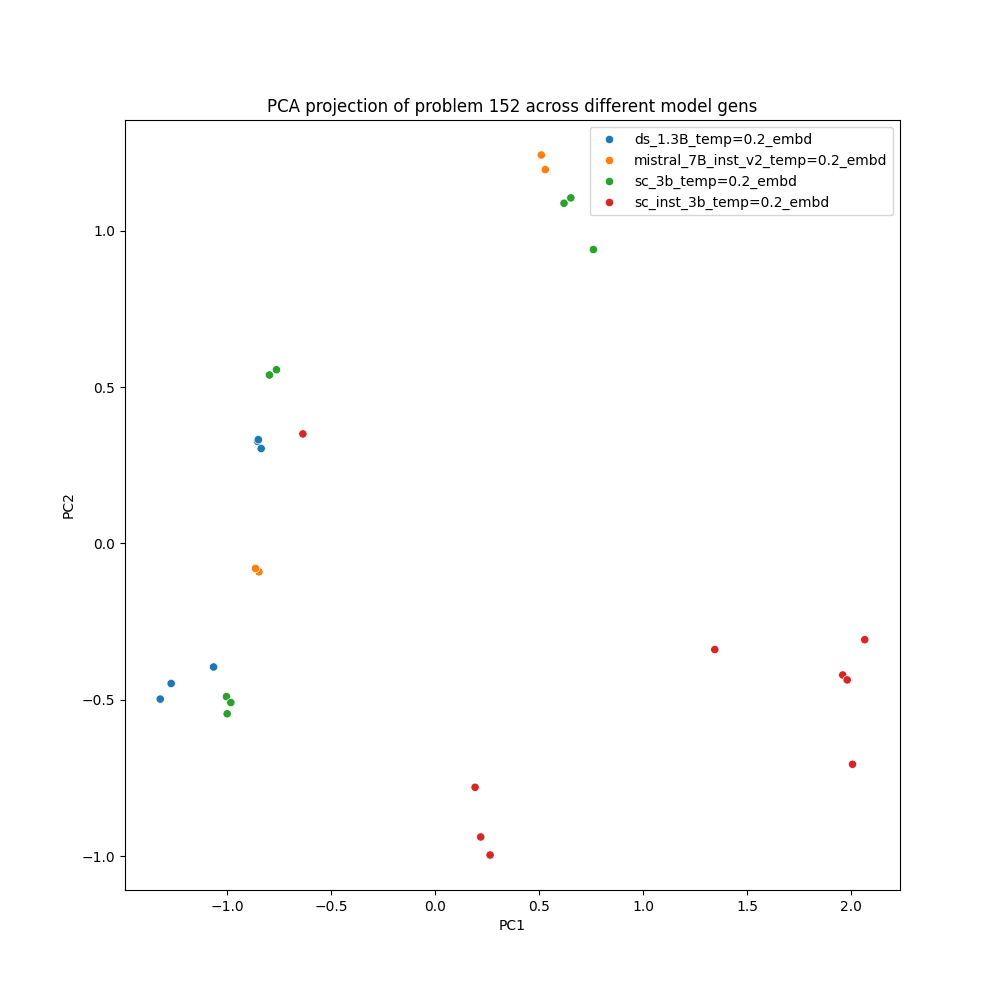 PCA projection of problem 152 across different model gens
ds_1.3B_temp=0.2_embd
mistral_7B_inst_v2_temp=0.2_embd
sc_3b_temp=0.2_embd
sc_inst_3b_temp=0.2_embd
1.0
0.5
0.0
−0.5
−1.0
PC2
−1.0 −0.5 0.0 0.5 1.0 1.5 2.0
PC1